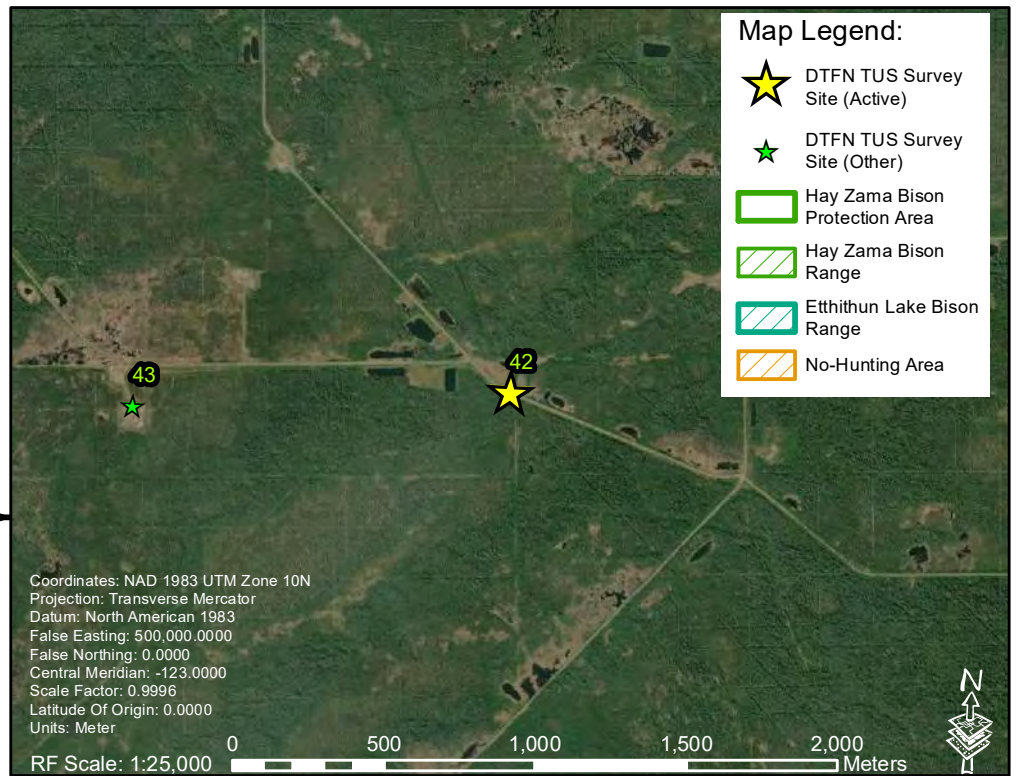 Map Legend:
DTFN TUS Survey
Site (Active)
DTFN TUS Survey
Site (Other)
Hay Zama Bison
Protection Area
Hay Zama Bison
Range
Etthithun Lake Bison
Range
No-Hunting Area
42
43
Coordinates: NAD 1983 UTM Zone 10N
Projection: Transverse Mercator
Datum: North American 1983
False Easting: 500,000.0000
False Northing: 0.0000
Central Meridian: -123.0000
Scale Factor: 0.9996
Latitude Of Origin: 0.0000
Units: Meter
RF Scale: 1:25,000
0 500 1,000 1,500 2,000
Meters
N